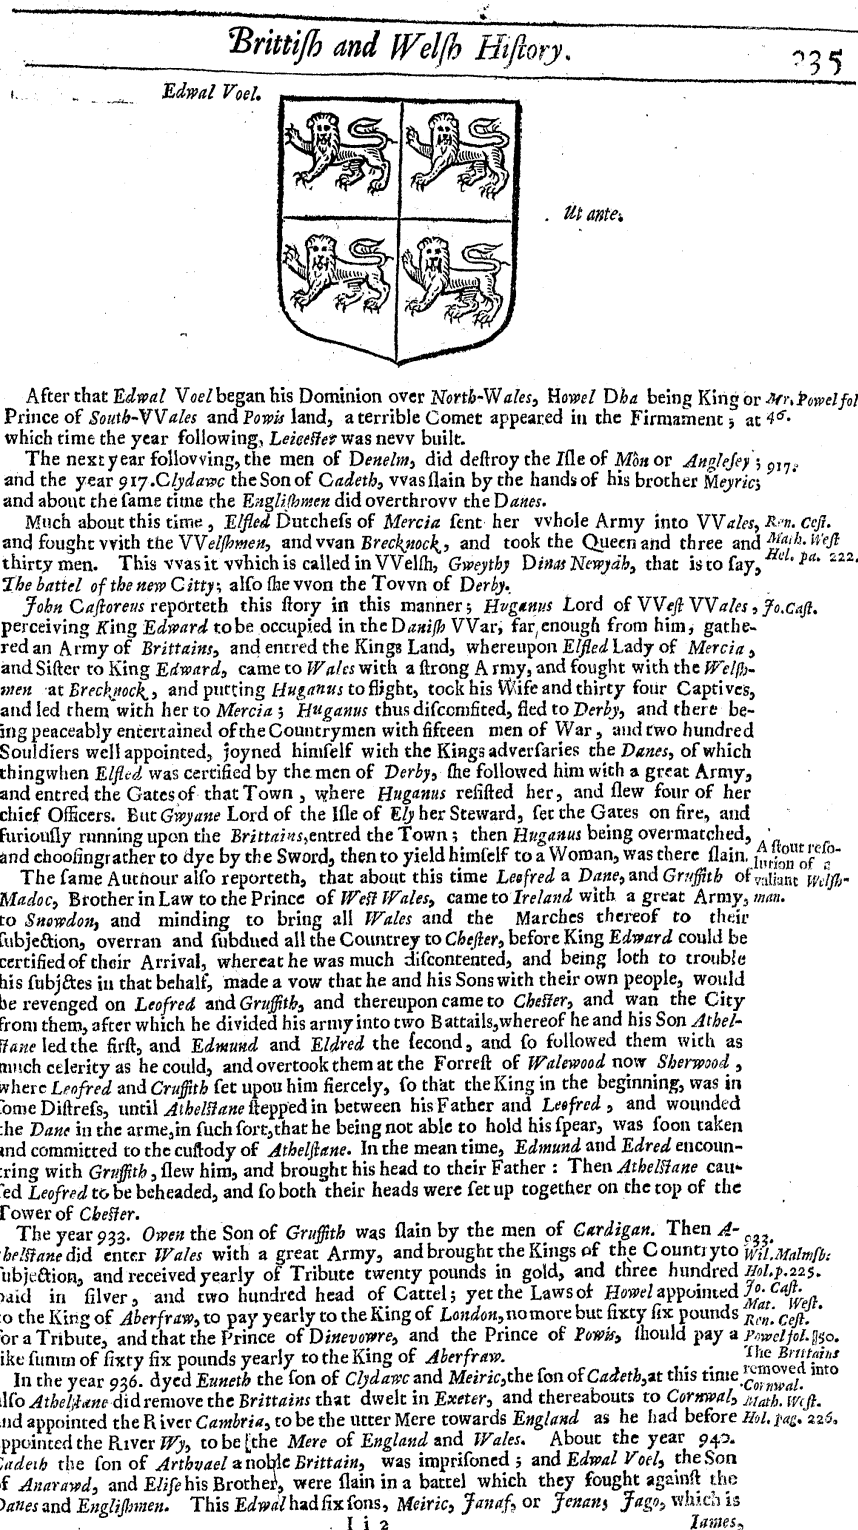 Brittiſh and Welſh Hiſtory. 235
Edwal Voel.
Ut ante.
After that Edwal Voel began his Dominion over North-Wales, Howel Dha being King or
Prince of South-VVales and Powis land, a terrible Comet appeared in the Firmament; at
which time the year following, Leiceſter was nevv built.
Mr. Powel fol
46.
The next year follovving, the men of Denelm, did deſtroy the Iſle of Môn or Angleſey;
and the year 917. Clydawc the Son of Cadeth, vvas ſlain by the hands of his brother Meyric;
and about the ſame time the Engliſhmen did overthrovv the Danes.
917.
Much about this time, Elfled Dutcheſs of Mercia ſent her vvhole Army into VVales,
and fought vvith the VVelſhmen, and vvan Brecknock, and took the Queen and three and
thirty men. This vvas it vvhich is called in VVelſh, Gweythy Dinas Newydh, that is to ſay,
The battel of the new Citty; alſo ſhe vvon the Tovvn of Derby.
Ren. Ceſt.
Math. Weſt
Hol. pa. 222.
John Caſtoreus reporteth this ſtory in this manner; Huganus Lord of VVeſt VVales,
perceiving King Edward to be occupied in the Daniſh VVar, far enough from him, gathe-
red an Army of Brittains, and entred the Kings Land, whereupon Elfled Lady of Mercia,
and Siſter to King Edward, came to Wales with a ſtrong Army, and fought with the Welſh-
men at Brecknock, and putting Huganus to flight, took his Wife and thirty four Captives,
and led them with her to Mercia; Huganus thus diſcomfited, fled to Derby, and there be-
ing peaceably entertained of the Countrymen with fifteen men of War, and two hundred
Souldiers well appointed, joyned himſelf with the Kings adverſaries the Danes, of which
thing when Elfled was certified by the men of Derby, ſhe followed him with a great Army,
and entred the Gates of that Town, where Huganus reſiſted her, and ſlew four of her
chief Officers. But Gwyane Lord of the Iſle of Ely her Steward, ſet the Gates on fire, and
furiouſly running upon the Brittains, entred the Town; then Huganus being overmatched,
and chooſing rather to dye by the Sword, then to yield himſelf to a Woman, was there ſlain.
Jo. Caſt.
A ſtout reſo-
lution of a
valiant Welſh-
man.
The ſame Authour alſo reporteth, that about this time Leofred a Dane, and Gruffith of
Madoc, Brother in Law to the Prince of Weſt Wales, came to Ireland with a great Army,
to Snowdon, and minding to bring all Wales and the Marches thereof to their
ſubjection, overran and ſubdued all the Countrey to Cheſter, before King Edward could be
certified of their Arrival, whereat he was much diſcontented, and being loth to trouble
his ſubjctes in that behalf, made a vow that he and his Sons with their own people, would
be revenged on Leofred and Gruffith, and thereupon came to Cheſter, and wan the City
from them, after which he divided his army into two Battails, whereof he and his Son Athel-
ſtane led the firſt, and Edmund and Eldred the ſecond, and ſo followed them with as
much celerity as he could, and overtook them at the Forreſt of Walewood now Sherwood,
where Leofred and Cruffith ſet upon him fiercely, ſo that the King in the beginning, was in
ſome Diſtreſs, until Athelſtane ſtepped in between his Father and Leofred, and wounded
the Dane in the arme, in ſuch ſort, that he being not able to hold his ſpear, was ſoon taken
and committed to the cuſtody of Athelſtane. In the mean time, Edmund and Edred encoun-
tring with Gruffith, ſlew him, and brought his head to their Father: Then Athelſtane cau-
ſed Leofred to be beheaded, and ſo both their heads were ſet up together on the top of the
Tower of Cheſter.
The year 933. Owen the Son of Gruffith was ſlain by the men of Cardigan. Then A-
thelſtane did enter Wales with a great Army, and brought the Kings of the Country to
ſubjection, and received yearly of Tribute twenty pounds in gold, and three hundred
paid in ſilver, and two hundred head of Cattel; yet the Laws of Howel appointed
to the King of Aberfraw, to pay yearly to the King of London, no more but ſixty ſix pounds
for a Tribute, and that the Prince of Dinevowre, and the Prince of Powis, ſhould pay a
like ſumm of ſixty ſix pounds yearly to the King of Aberfraw.
933.
Wil. Malmſb:
Hol. p. 225.
Jo. Caſt.
Mat. Weſt.
Ren. Ceſt.
Powel fol. 50.
The Brittains
removed into
Cornwal.
Math. Weſt.
Hol. pag. 226.
In the year 936. dyed Euneth the ſon of Clydawc and Meiric, the ſon of Cadeth, at this time
alſo Athelſtane did remove the Brittains that dwelt in Exeter, and thereabouts to Cornwal,
and appointed the River Cambria, to be the utter Mere towards England as he had before
appointed the River Wy, to be the Mere of England and Wales. About the year 940.
Cadeth the ſon of Arthvael a noble Brittain, was impriſoned; and Edwal Voel, the Son
of Anarawd, and Eliſe his Brother, were ſlain in a battel which they fought againſt the
Danes and Engliſhmen. This Edwal had ſix ſons, Meiric, Janaf, or Jenan, Jago, which is
I i 2 James,